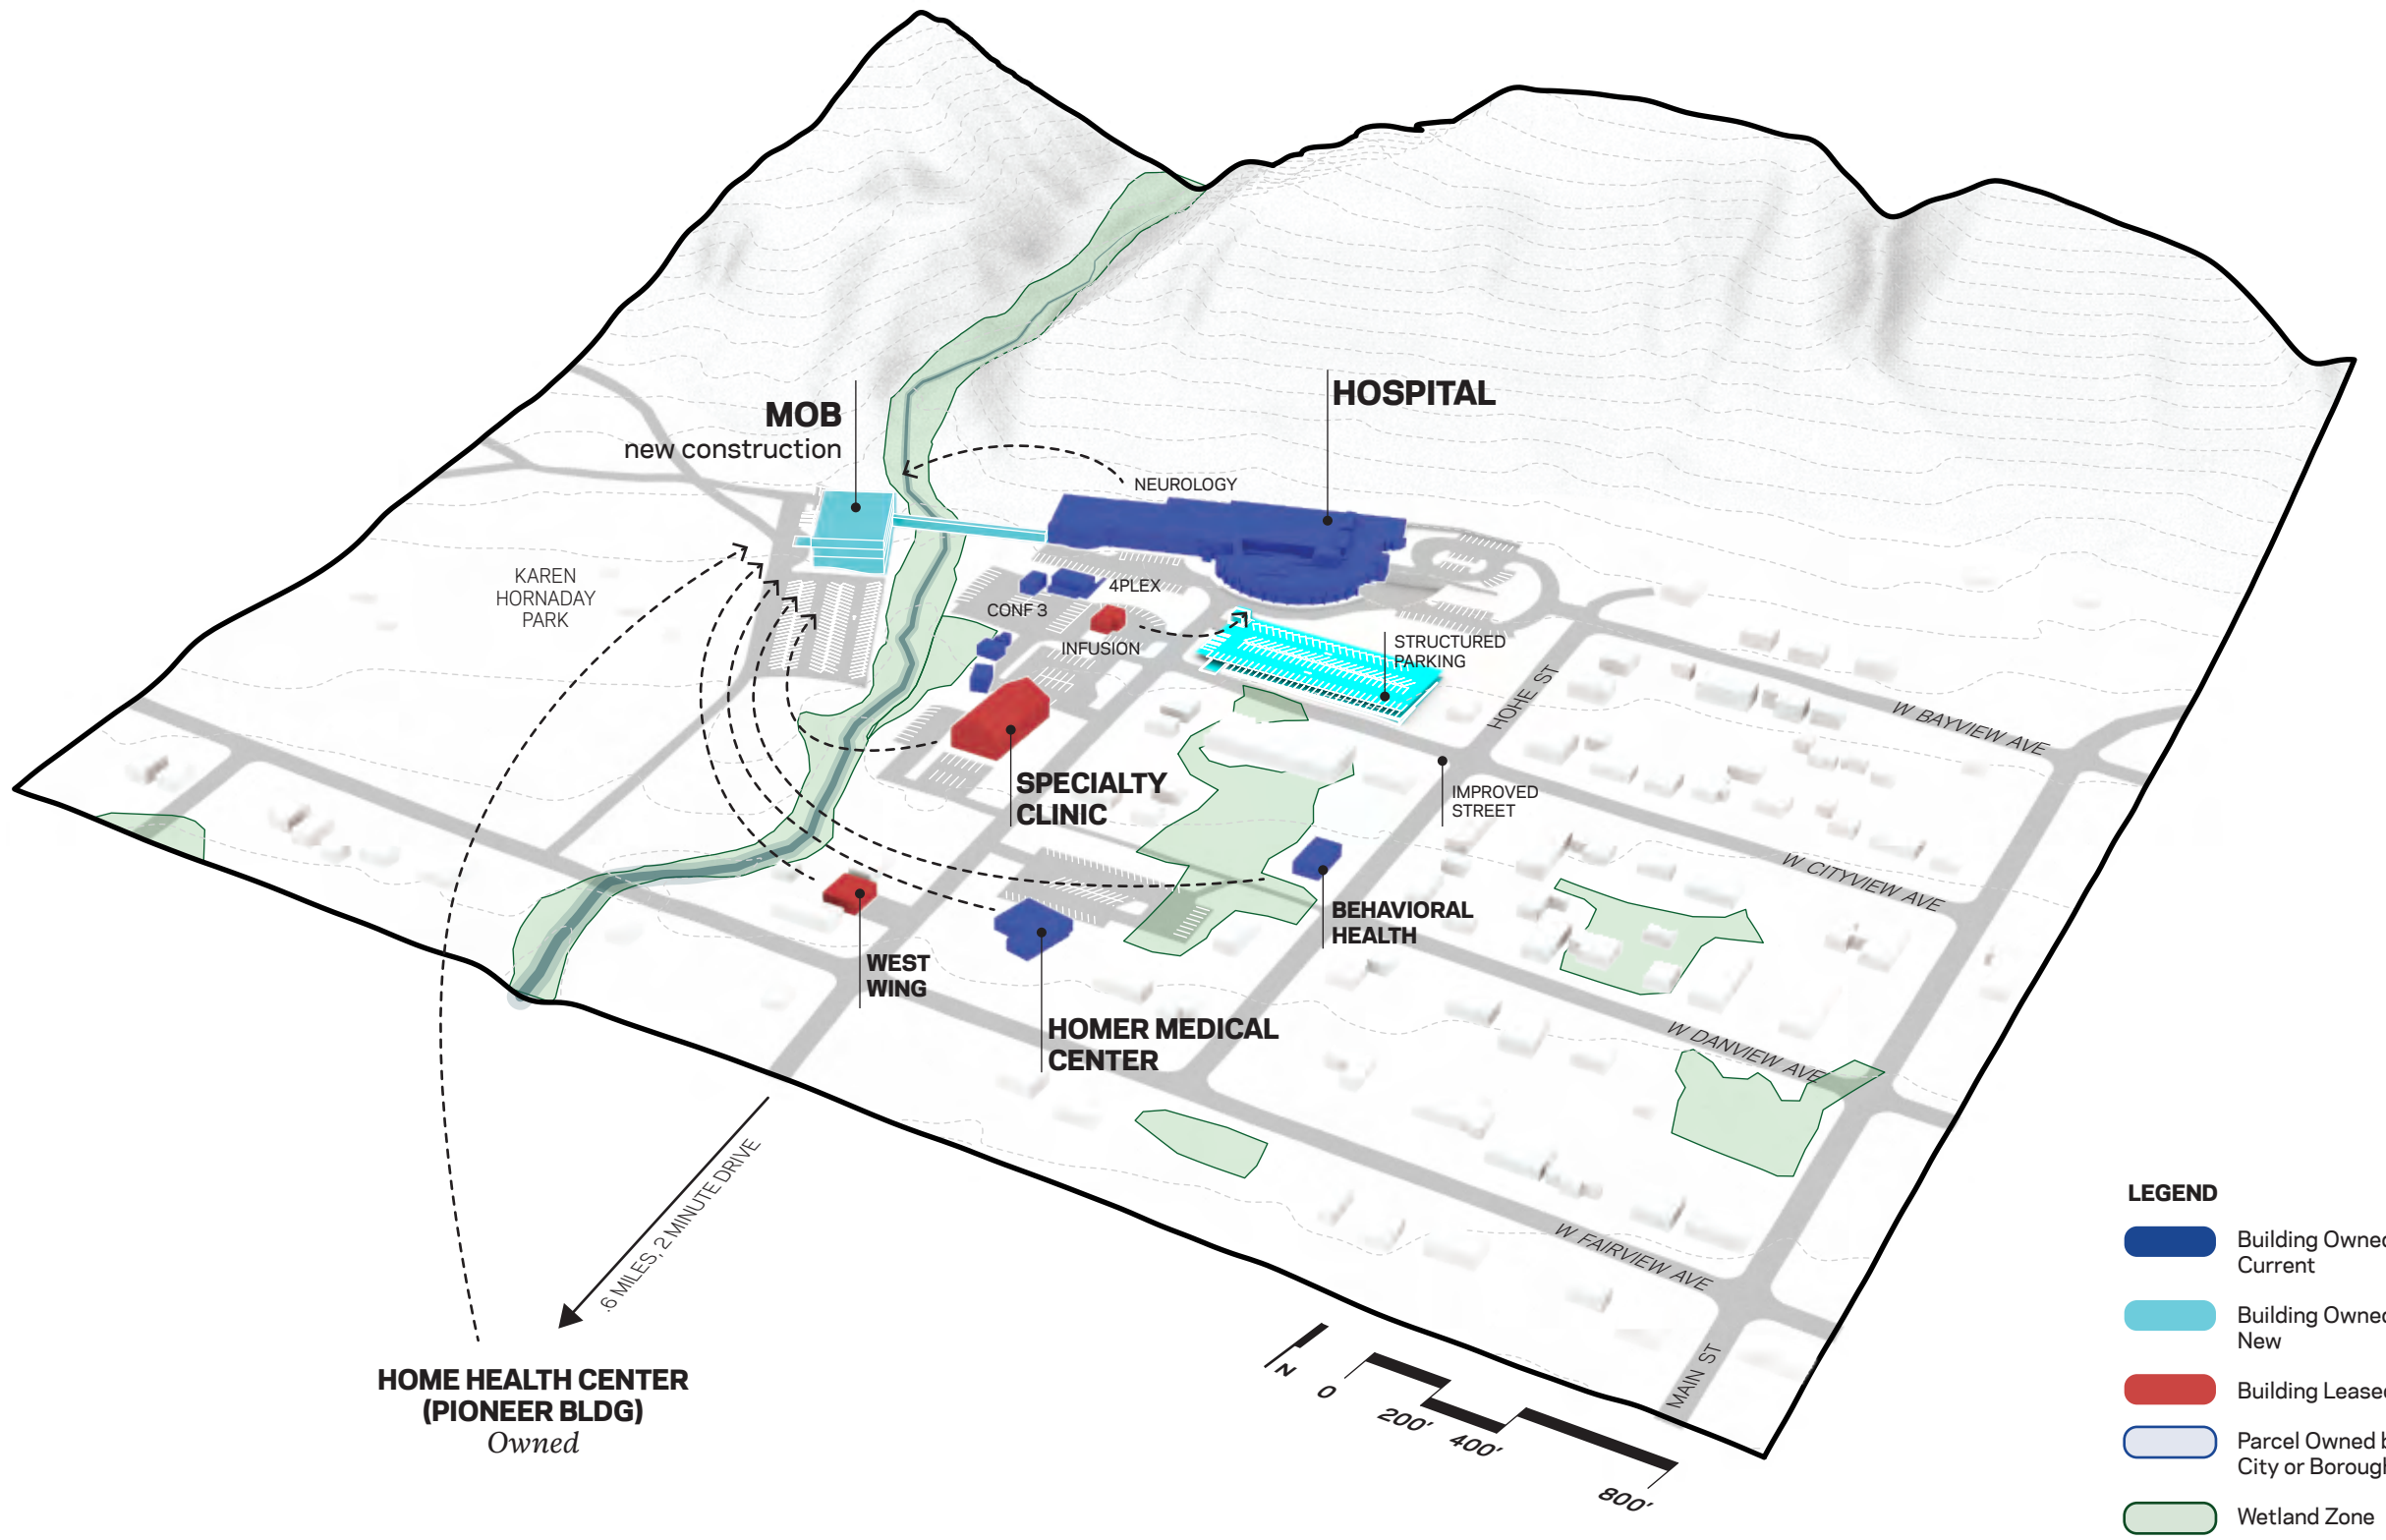 MOB
new construction
HOSPITAL
NEUROLOGY
KAREN
HORNADAY
PARK
4PLEX
CONF 3
INFUSION
STRUCTURED
PARKING
HOHE ST
W BAYVIEW AVE
SPECIALTY
CLINIC
IMPROVED
STREET
W CITYVIEW AVE
BEHAVIORAL
HEALTH
WEST
WING
HOMER MEDICAL
CENTER
W DANVIEW AVE
.6 MILES, 2 MINUTE DRIVE
W FAIRVIEW AVE
MAIN ST
HOME HEALTH CENTER
(PIONEER BLDG)
Owned
N
0
200'
400'
800'
LEGEND
Building Owned
Current
Building Owned
New
Building Leased
Parcel Owned
City or Borough
Wetland Zone